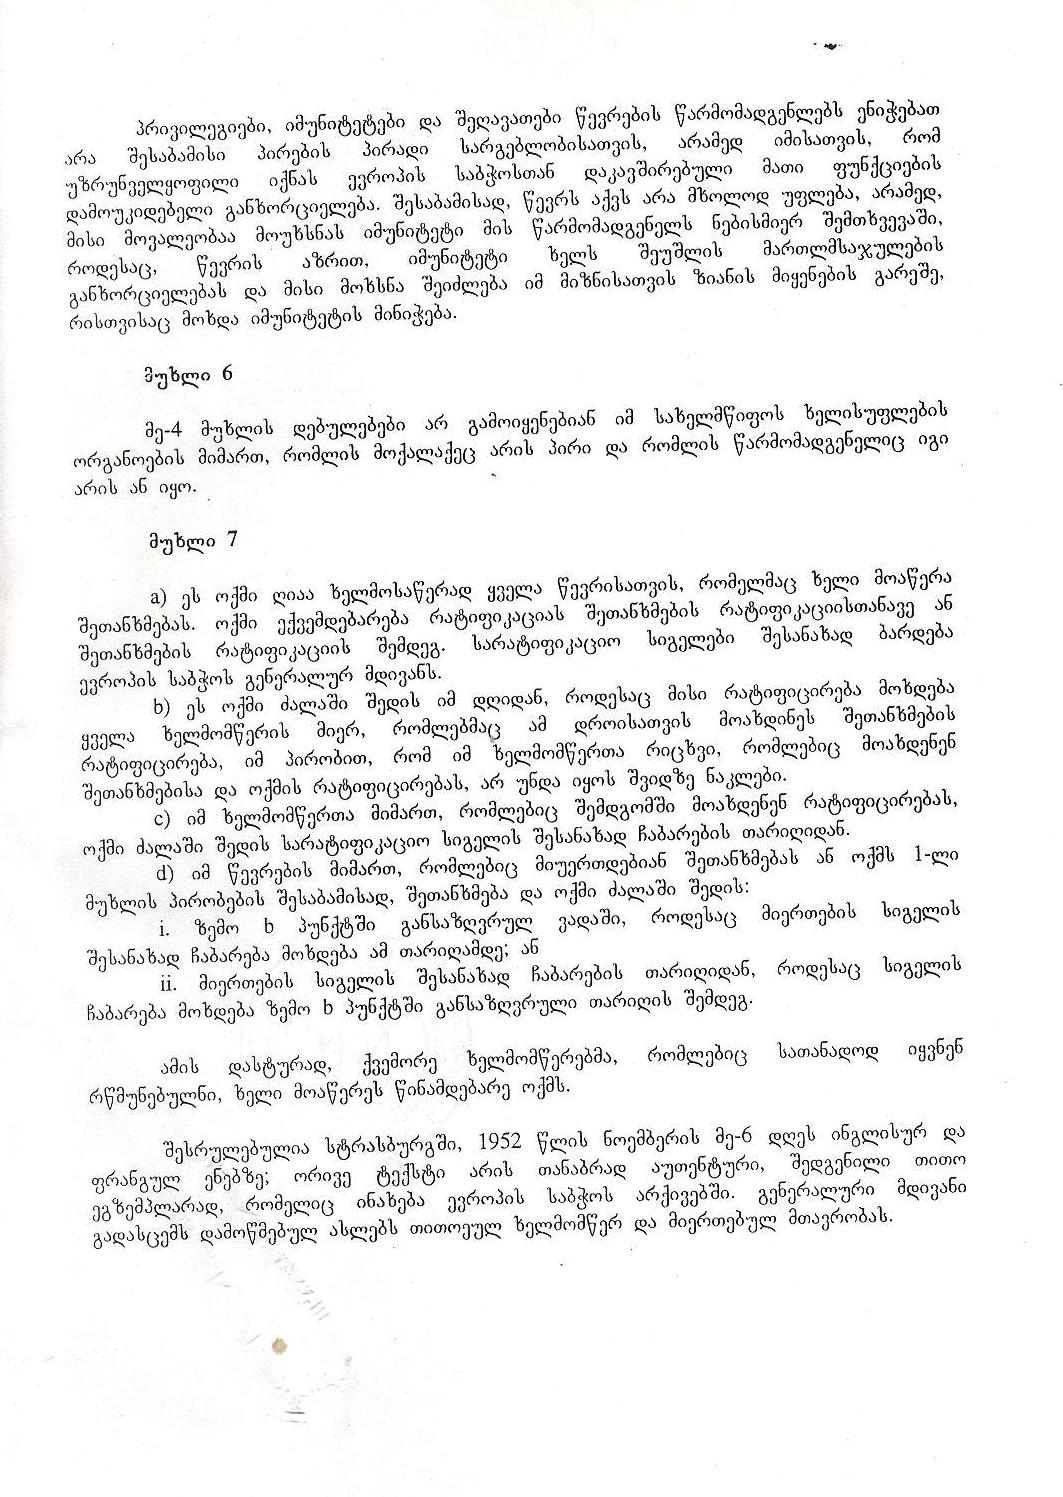 პრივილეგიები, იმუნიტეტები და შეღავათები წევრების წარმომადგენლებს ენიჭებათ
არა შესაბამისი პირების პირადი სარგებლობისათვის, არამედ იმისათვის, რომ
უზრუნველყოფილი იქნას ევროპის საბჭოსთან დაკავშირებული მათი ფუნქციების
დამოუკიდებელი განხორციელება. შესაბამისად, წევრს აქვს არა მხოლოდ უფლება, არამედ,
მისი მოვალეობაა მოუხსნას იმუნიტეტი მის წარმომადგენელს ნებისმიერ შემთხვევაში,
როდესაც, წევრის აზრით, იმუნიტეტი ხელს შეუშლის მართლმსაჯულების
განხორციელებას და მისი მოხსნა შეიძლება იმ მიზნისათვის ზიანის მიყენების გარეშე,
რისთვისაც მოხდა იმუნიტეტის მინიჭება.
მუხლი 6
მე-4 მუხლის დებულებები არ გამოიყენებიან იმ სახელმწიფოს ხელისუფლების
ორგანოების მიმართ, რომლის მოქალაქეც არის პირი და რომლის წარმომადგენელიც იგი
არის ან იყო.
მუხლი 7
a) ეს ოქმი ღიაა ხელმოსაწერად ყველა წევრისათვის, რომელმაც ხელი მოაწერა
შეთანხმებას. ოქმი ექვემდებარება რატიფიკაციას შეთანხმების რატიფიკაციისთანავე ან
შეთანხმების რატიფიკაციის შემდეგ. სარატიფიკაციო სიგელები შესანახად ბარდება
ევროპის საბჭოს გენერალურ მდივანს.
b) ეს ოქმი ძალაში შედის იმ დღიდან, როდესაც მისი რატიფიცირება მოხდება
ყველა ხელმომწერის მიერ, რომლებმაც ამ დროისათვის მოახდინეს შეთანხმების
რატიფიცირება, იმ პირობით, რომ იმ ხელმომწერთა რიცხვი, რომლებიც მოახდენენ
შეთანხმებისა და ოქმის რატიფიცირებას, არ უნდა იყოს შვიდზე ნაკლები.
c) იმ ხელმომწერთა მიმართ, რომლებიც შემდგომში მოახდენენ რატიფიცირებას,
ოქმი ძალაში შედის სარატიფიკაციო სიგელის შესანახად ჩაბარების თარიღიდან.
d) იმ წევრების მიმართ, რომლებიც მიუერთდებიან შეთანხმებას ან ოქმს 1-ლი
მუხლის პირობების შესაბამისად, შეთანხმება და ოქმი ძალაში შედის:
i. ზემო b პუნქტში განსაზღვრულ ვადაში, როდესაც მიერთების სიგელის
შესანახად ჩაბარება მოხდება ამ თარიღამდე; ან
ii. მიერთების სიგელის შესანახად ჩაბარების თარიღიდან, როდესაც სიგელის
ჩაბარება მოხდება ზემო b პუნქტში განსაზღვრული თარიღის შემდეგ.
ამის დასტურად, ქვემორე ხელმომწერებმა, რომლებიც სათანადოდ იყვნენ
რწმუნებულნი, ხელი მოაწერეს წინამდებარე ოქმს.
შესრულებულია სტრასბურგში, 1952 წლის ნოემბერის მე-6 დღეს ინგლისურ და
ფრანგულ ენებზე; ორივე ტექსტი არის თანაბრად აუთენტური, შედგენილი თითო
ეგზემპლარად, რომელიც ინახება ევროპის საბჭოს არქივებში. გენერალური მდივანი
გადასცემს დამოწმებულ ასლებს თითოეულ ხელმომწერ და მიერთებულ მთავრობას.